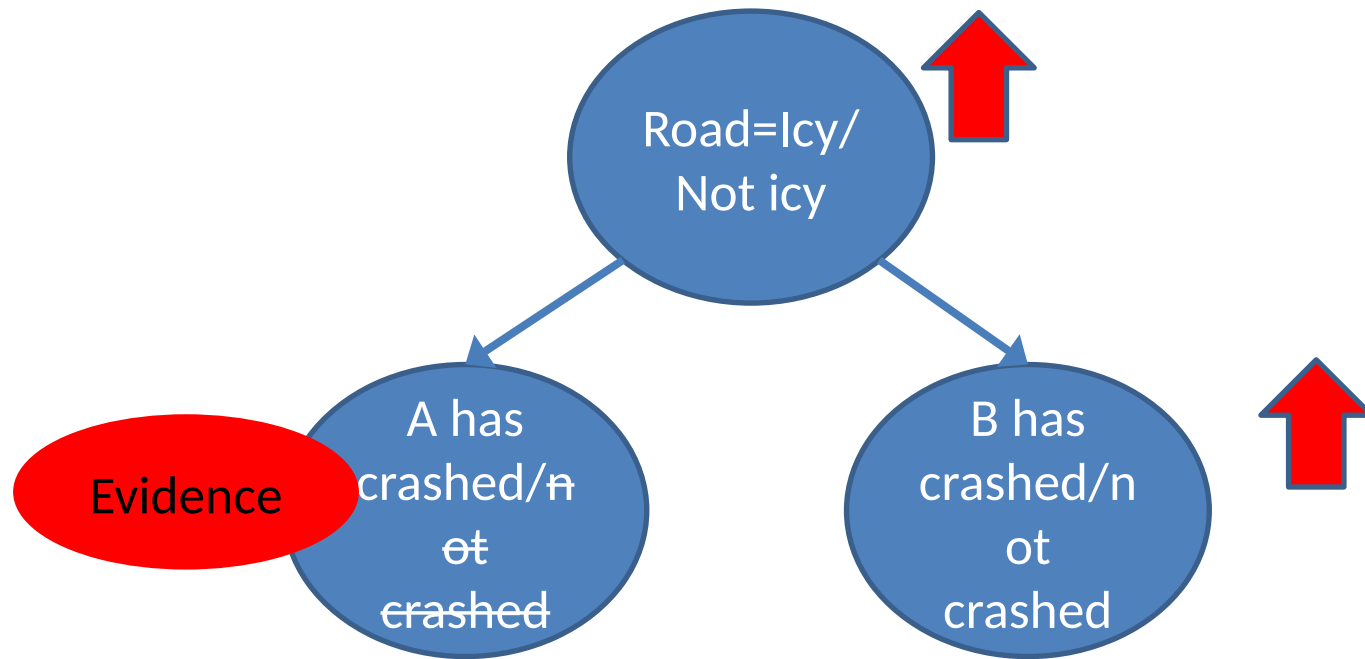 Road=Icy/
Not icy
A has
crashed/n
ot
crashed
Evidence
B has
crashed/n
ot
crashed